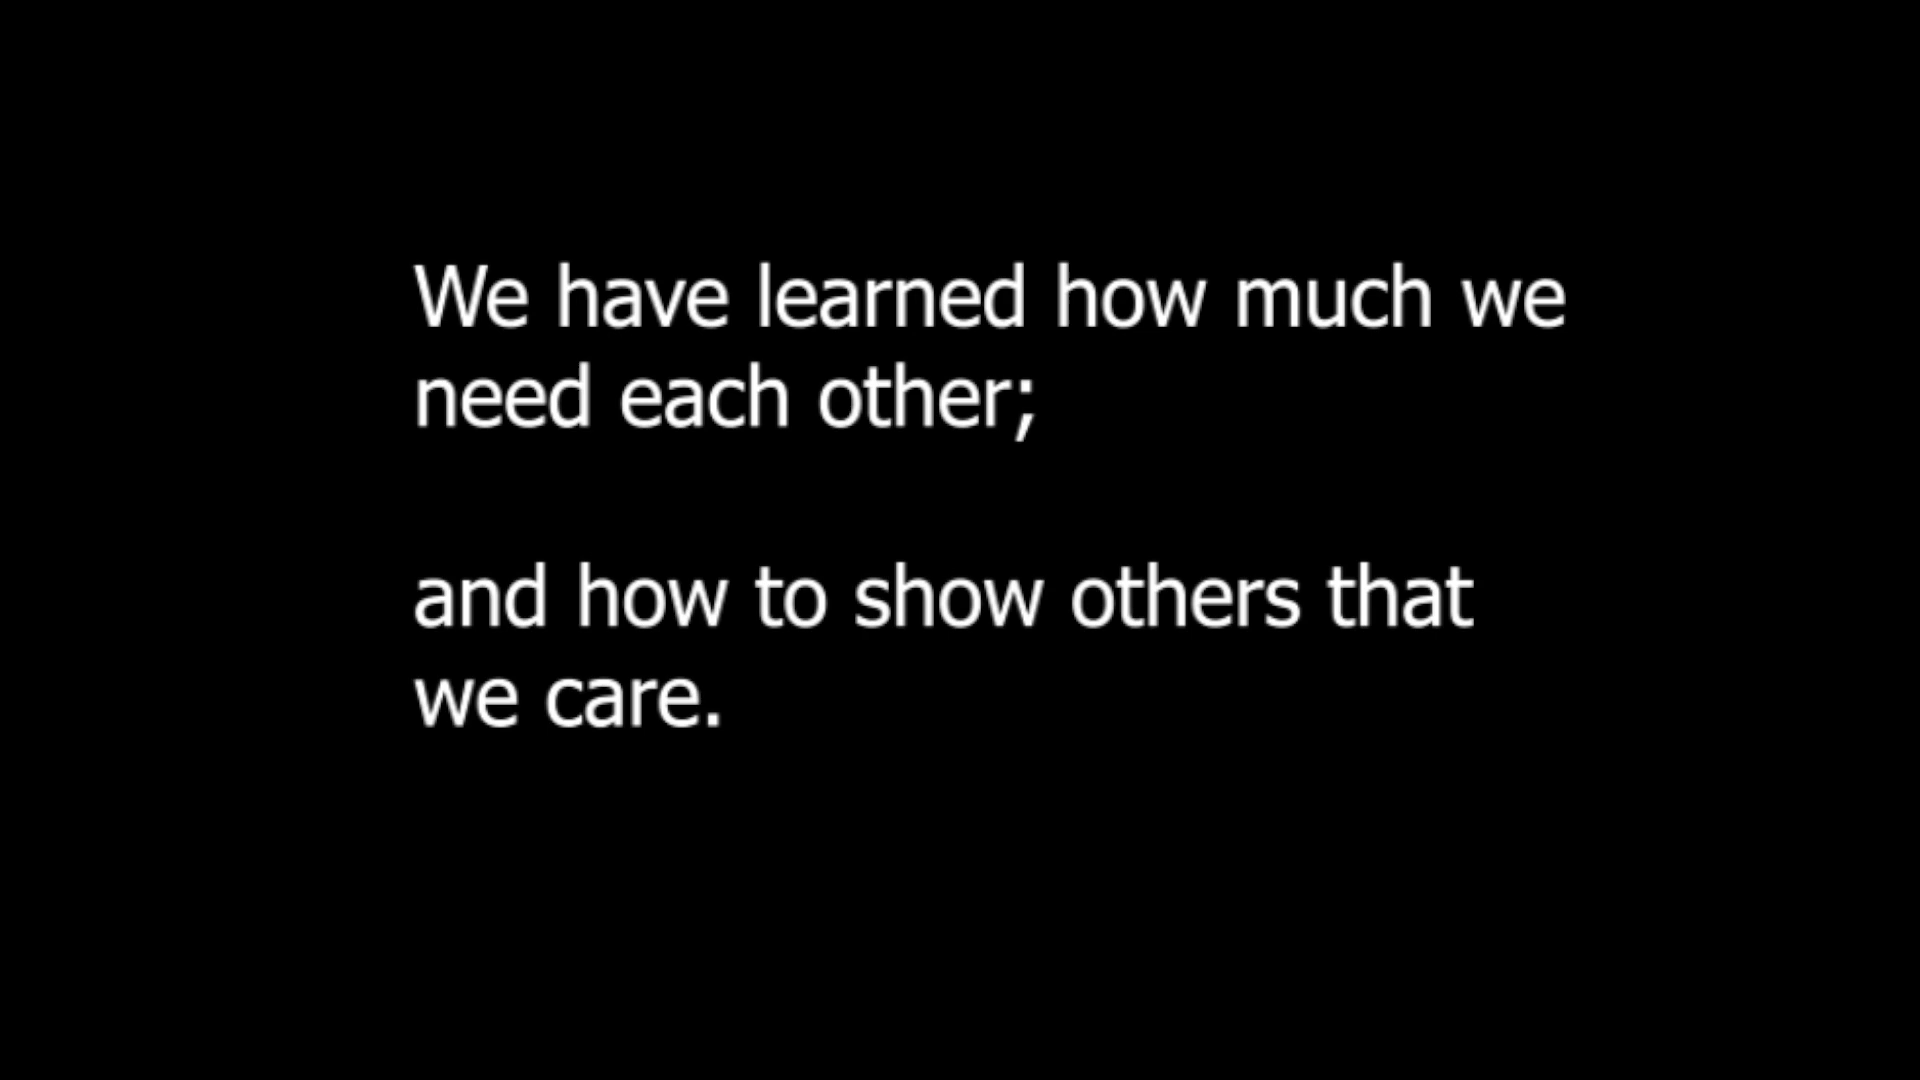 We have learned how much we
need each other;
and how to show others that
we care.